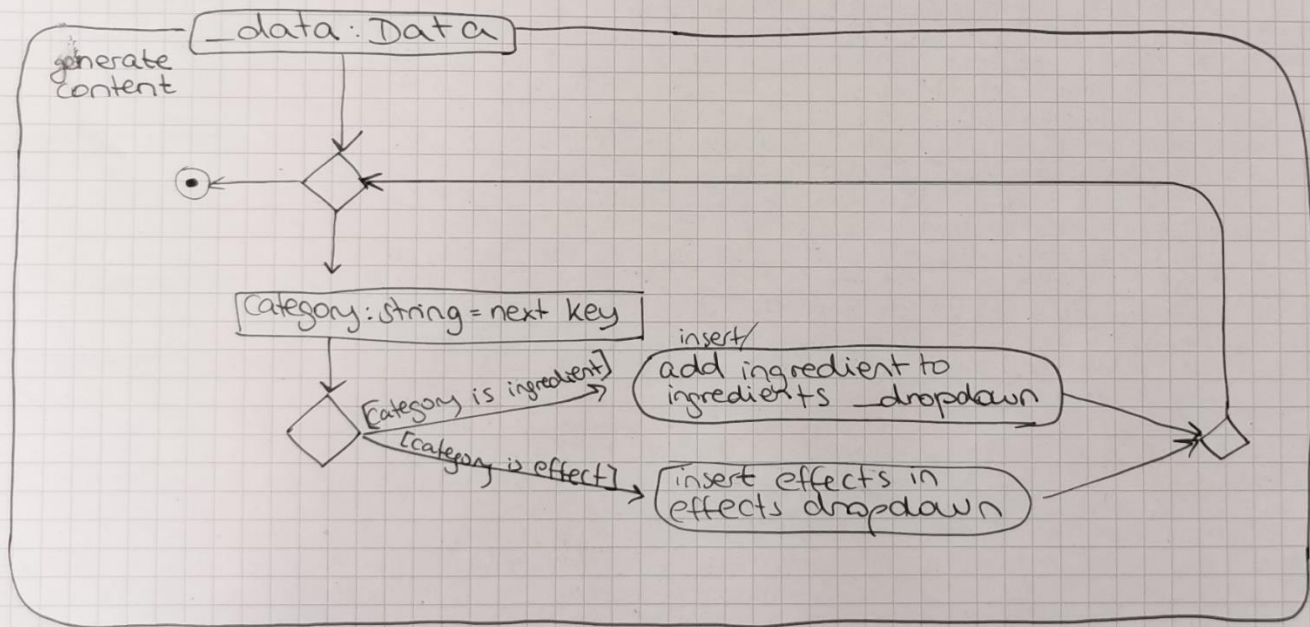 _data: Data
generate
content
category: string = next key
[category is ingredient]
insert/
add ingredient to
ingredients _dropdown
[category is effect]
insert effects in
effects dropdown